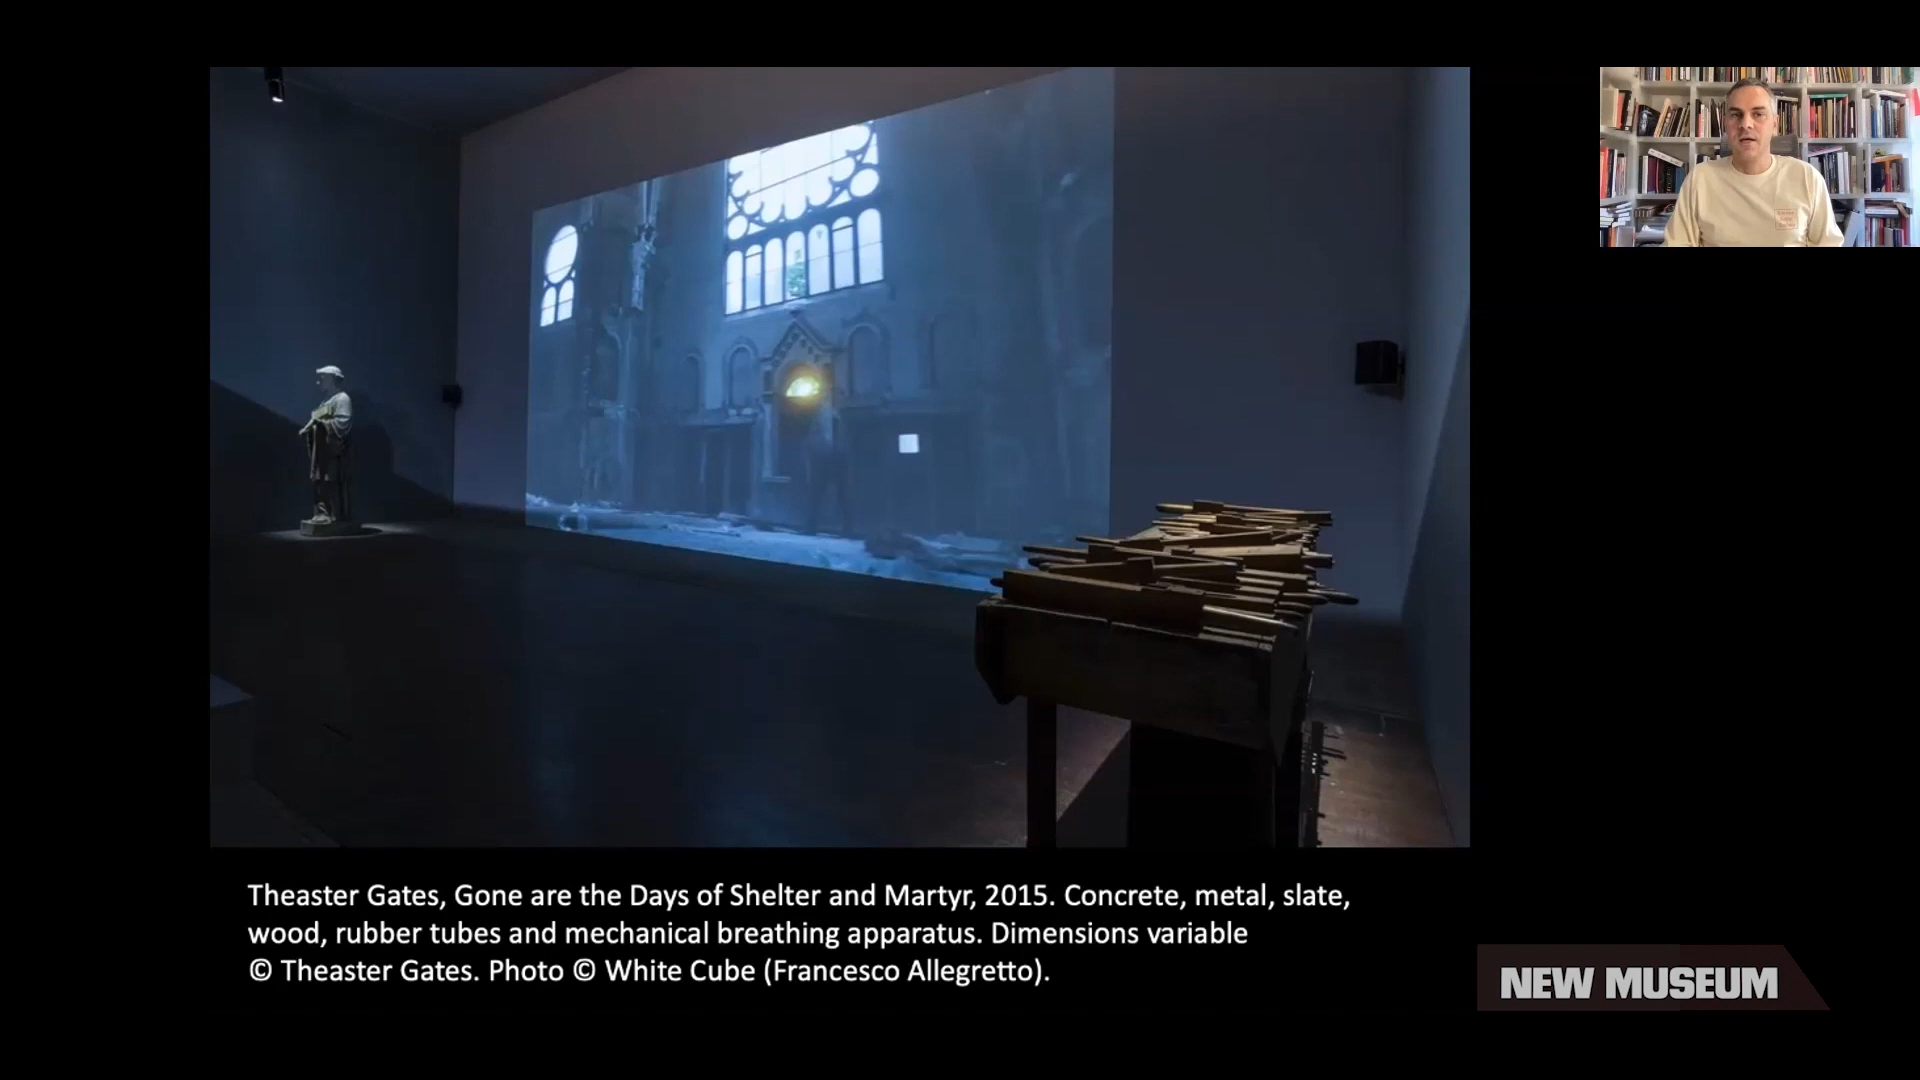 Theaster Gates, Gone are the Days of Shelter and Martyr, 2015. Concrete, metal, slate,
wood, rubber tubes and mechanical breathing apparatus. Dimensions variable
© Theaster Gates. Photo © White Cube (Francesco Allegretto).
NEW MUSEUM